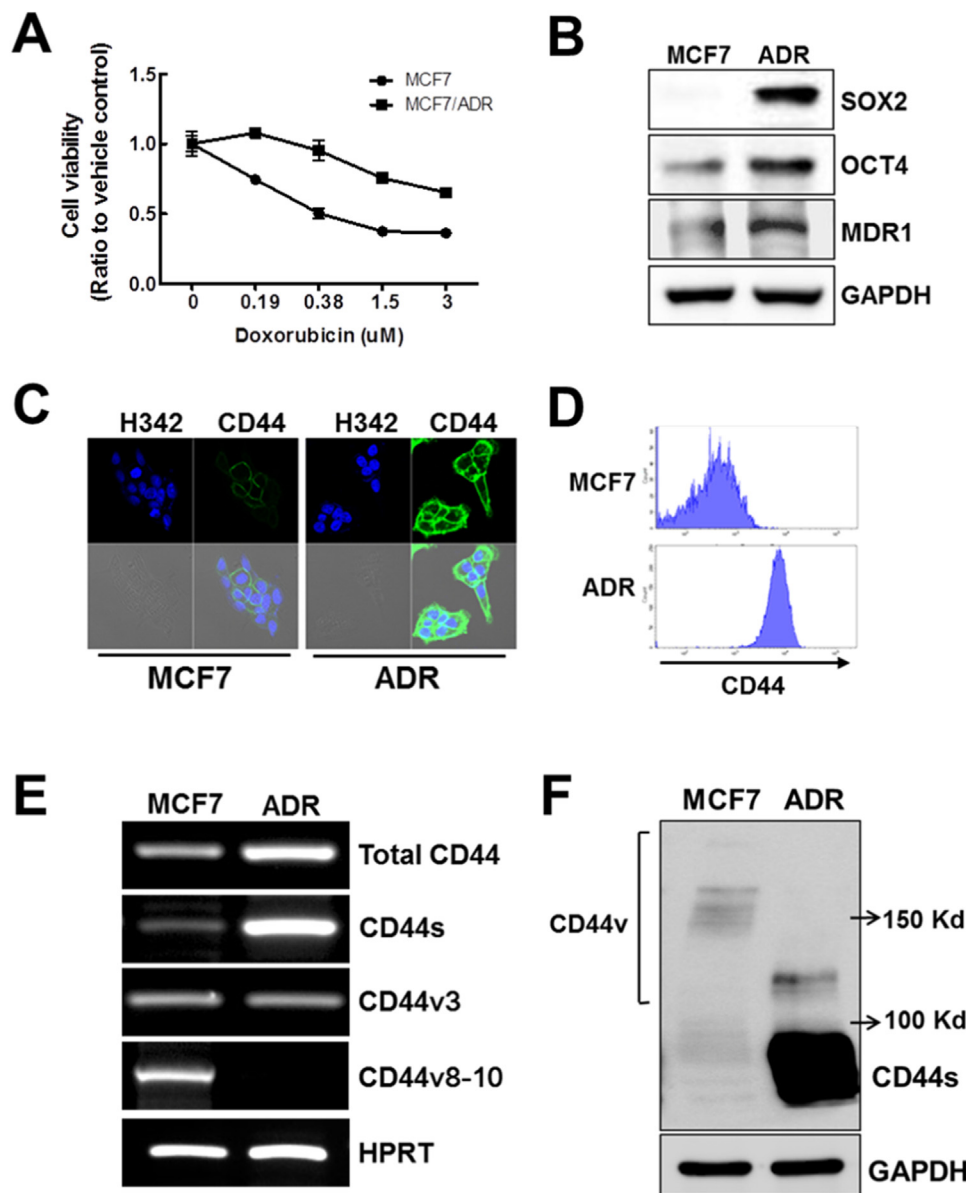 A
Cell viability
(Ratio to vehicle control)
1.5
1.0
0.5
0.0
0 0.19 0.38 1.5 3
Doxorubicin (uM)
MCF7
MCF7/ADR
B
MCF7 ADR
SOX2
OCT4
MDR1
GAPDH
C
H342 CD44 H342 CD44
MCF7 ADR
D
MCF7
Count
ADR
Count
CD44
E
MCF7 ADR
Total CD44
CD44s
CD44v3
CD44v8-10
HPRT
F
MCF7 ADR
CD44v
150 Kd
100 Kd
CD44s
GAPDH